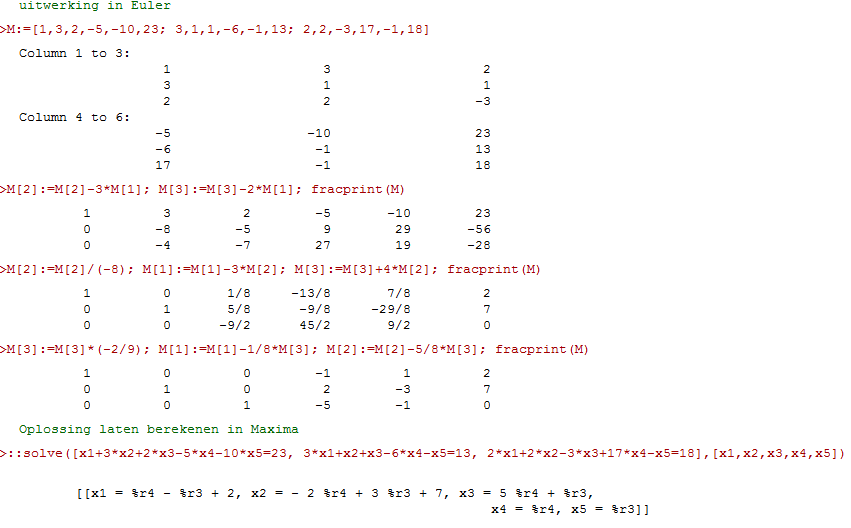 uitwerking in Euler
>M:=[1,3,2,-5,-10,23; 3,1,1,-6,-1,13; 2,2,-3,17,-1,18]
Column 1 to 3:
1 3 2
3 1 1
2 2 -3
Column 4 to 6:
-5 -10 23
-6 -1 13
17 -1 18
>M[2]:=M[2]-3*M[1]; M[3]:=M[3]-2*M[1]; fracprint(M)
1 3 2 -5 -10 23
0 -8 -5 9 29 -56
0 -4 -7 27 19 -28
>M[2]:=M[2]/(-8); M[1]:=M[1]-3*M[2]; M[3]:=M[3]+4*M[2]; fracprint(M)
1 0 1/8 -13/8 7/8 2
0 1 5/8 -9/8 -29/8 7
0 0 -9/2 45/2 9/2 0
>M[3]:=M[3]*(-2/9); M[1]:=M[1]-1/8*M[3]; M[2]:=M[2]-5/8*M[3]; fracprint(M)
1 0 0 -1 1 2
0 1 0 2 -3 7
0 0 1 -5 -1 0
Oplossing laten berekenen in Maxima
>::solve([x1+3*x2+2*x3-5*x4-10*x5=23, 3*x1+x2+x3-6*x4-x5=13, 2*x1+2*x2-3*x3+17*x4-x5=18],[x1,x2,x3,x4,x5])
[[x1 = %r4 - %r3 + 2, x2 = - 2 %r4 + 3 %r3 + 7, x3 = 5 %r4 + %r3,
x4 = %r4, x5 = %r3]]